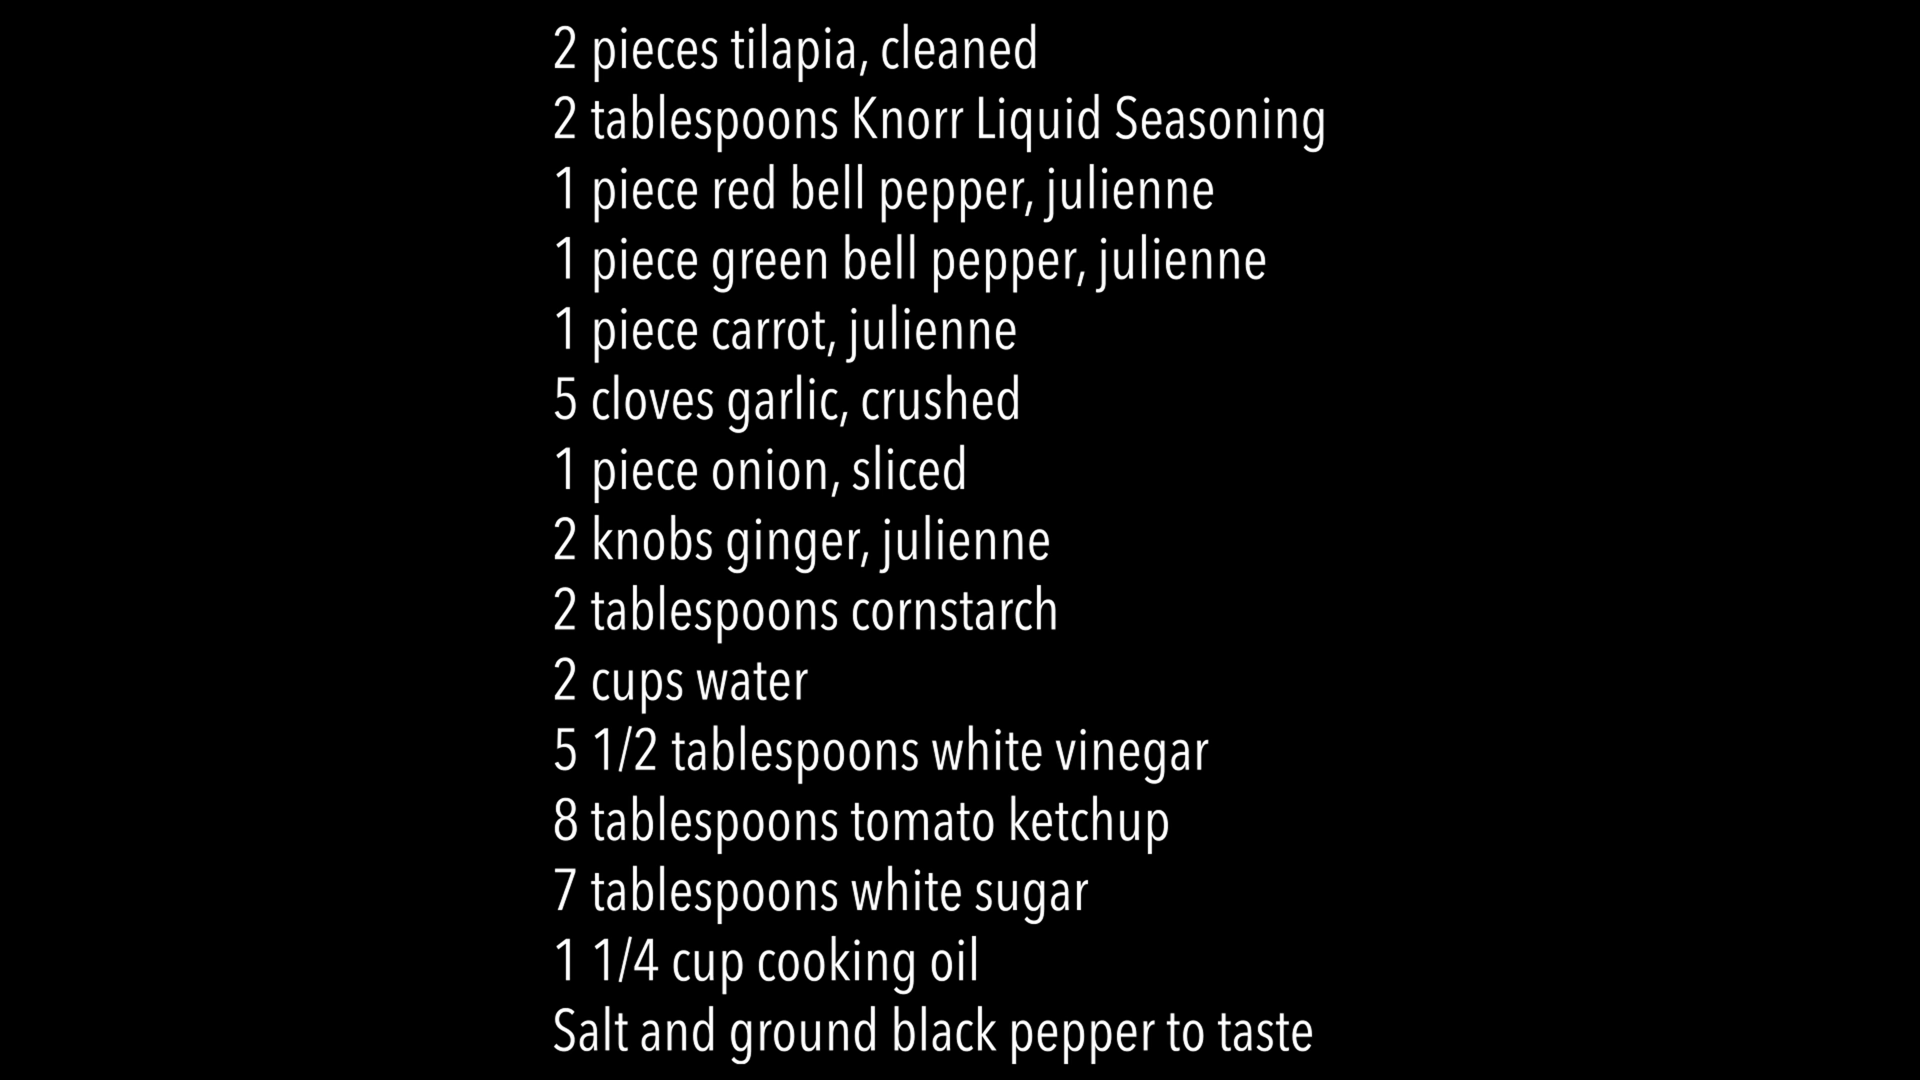 2 pieces tilapia, cleaned
2 tablespoons Knorr Liquid Seasoning
1 piece red bell pepper, julienne
1 piece green bell pepper, julienne
1 piece carrot, julienne
5 cloves garlic, crushed
1 piece onion, sliced
2 knobs ginger, julienne
2 tablespoons cornstarch
2 cups water
5 1/2 tablespoons white vinegar
8 tablespoons tomato ketchup
7 tablespoons white sugar
1 1/4 cup cooking oil
Salt and ground black pepper to taste